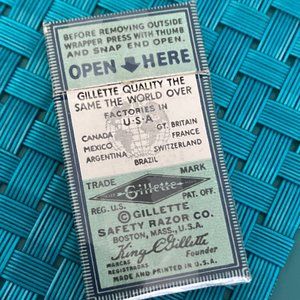 BEFORE REMOVING OUTSIDE
WRAPPER PRESS WITH THUMB
AND SNAP END OPEN.
OPEN HERE
GILLETTE QUALITY THE
SAME THE WORLD OVER
FACTORIES IN
U·S·A
CANADA GT. BRITAIN
MEXICO FRANCE
ARGENTINA SWITZERLAND
BRAZIL
TRADE MARK
Gillette
REG. U.S. PAT. OFF.
© GILLETTE
SAFETY RAZOR CO.
BOSTON, MASS., U.S.A.
King C Gillette
MARCAS Founder
REGISTRADAS
MADE AND PRINTED IN U.S.A.